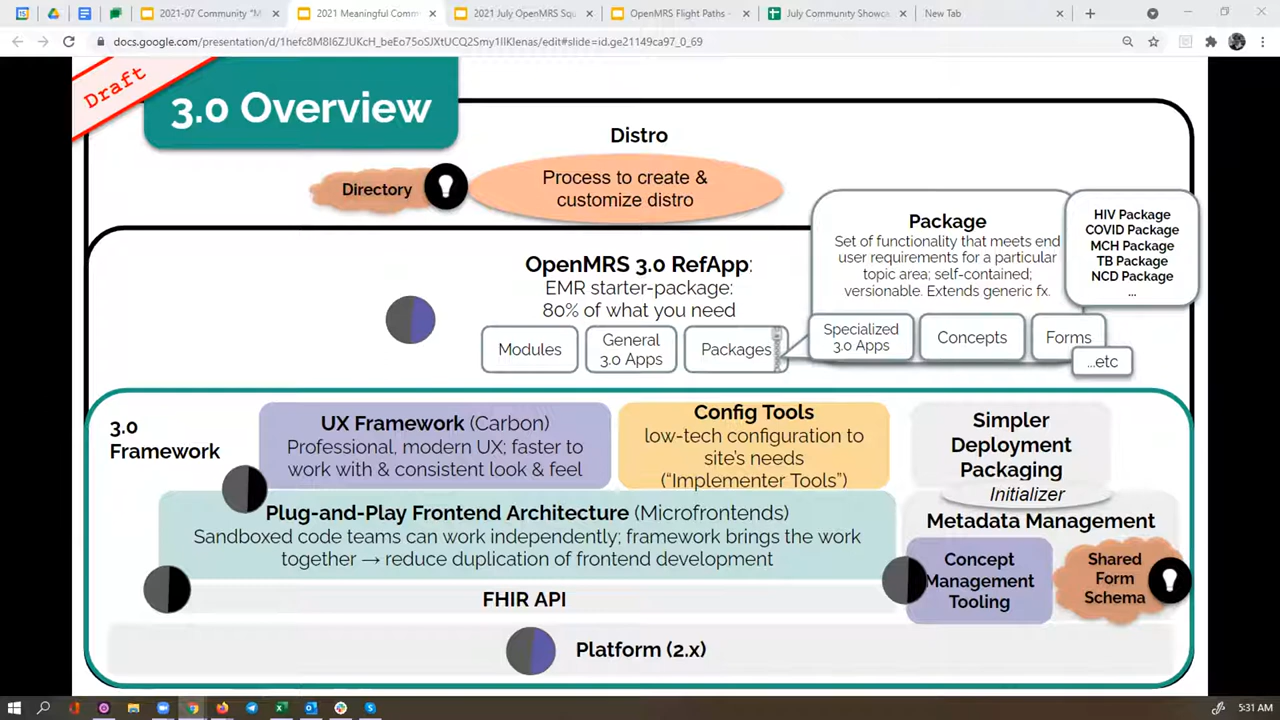 2021-07 Community "M
2021 Meaningful Comm
2021 July OpenMRS Squ
OpenMRS Flight Paths -
July Community Showca
New Tab
docs.google.com/presentation/d/1hefc8M8I6ZJUKcH_beEo75oSJXtUCQ2Smy1IlKlenas/edit#slide=id.ge21149ca97_0_69
Draft
3.0 Overview
Distro
Directory
Process to create &
customize distro
OpenMRS 3.0 RefApp:
EMR starter-package:
80% of what you need
Modules
General
3.0 Apps
Packages
Package
Set of functionality that meets end
user requirements for a particular
topic area; self-contained;
versionable. Extends generic fx.
Specialized
3.0 Apps
Concepts
Forms
...etc
HIV Package
COVID Package
MCH Package
TB Package
NCD Package
...
3.0
Framework
UX Framework (Carbon)
Professional, modern UX; faster to
work with & consistent look & feel
Config Tools
low-tech configuration to
site's needs
("Implementer Tools")
Simpler
Deployment
Packaging
Initializer
Plug-and-Play Frontend Architecture (Microfrontends)
Sandboxed code teams can work independently; framework brings the work
together → reduce duplication of frontend development
Metadata Management
Concept
Management
Tooling
Shared
Form
Schema
FHIR API
Platform (2.x)
5:31 AM